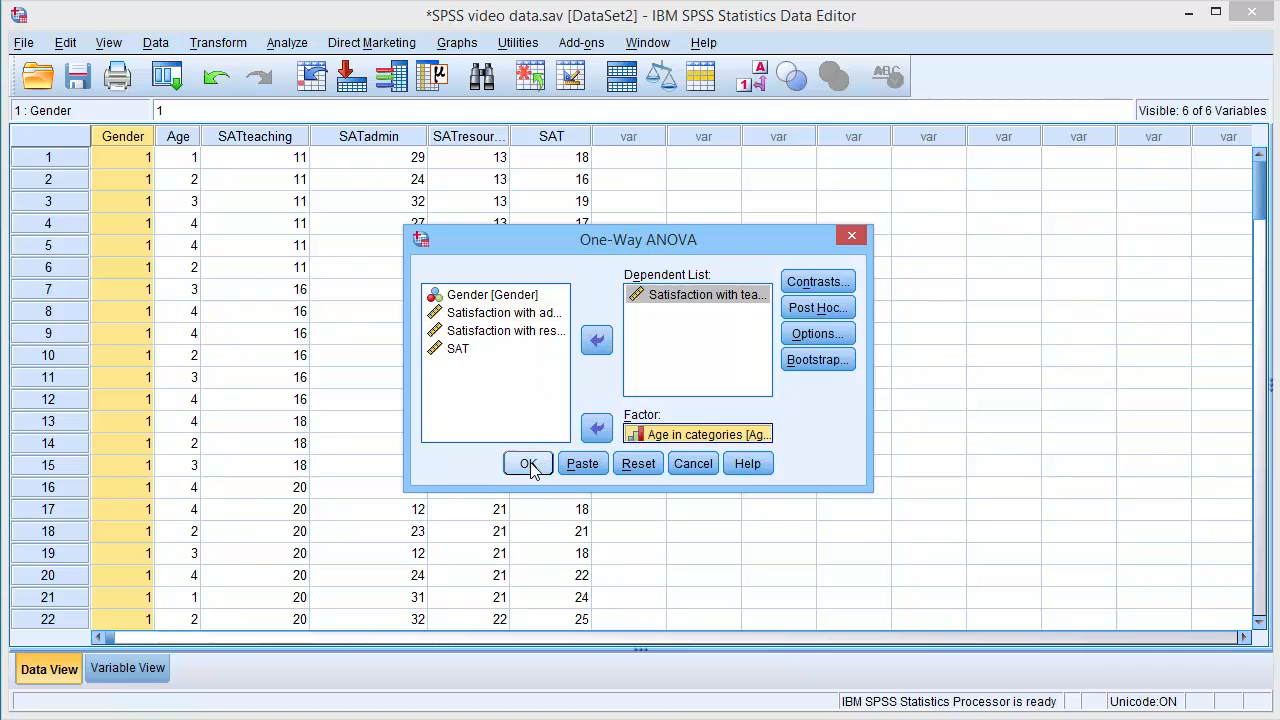 *SPSS video data.sav [DataSet2] - IBM SPSS Statistics Data Editor
File Edit View Data Transform Analyze Direct Marketing Graphs Utilities Add-ons Window Help
1 : Gender 1 Visible: 6 of 6 Variables
Gender Age SATteaching SATadmin SATresour... SAT var var var var var var var var var
1 1 1 11 29 13 18
2 1 2 11 24 13 16
3 1 3 11 32 13 19
4 1 4 11 27 13 17
5 1 4 11
6 1 2 11
7 1 3 16
8 1 4 16
9 1 4 16
10 1 2 16
11 1 3 16
12 1 4 16
13 1 4 18
14 1 2 18
15 1 3 18
16 1 4 20
17 1 4 20 12 21 18
18 1 2 20 23 21 21
19 1 3 20 12 21 18
20 1 4 20 24 21 22
21 1 1 20 31 21 24
22 1 2 20 32 22 25
One-Way ANOVA
Gender [Gender]
Satisfaction with ad...
Satisfaction with res...
SAT
Dependent List:
Satisfaction with tea...
Factor:
Age in categories [Ag...
Contrasts...
Post Hoc...
Options...
Bootstrap...
OK Paste Reset Cancel Help
Data View Variable View
IBM SPSS Statistics Processor is ready Unicode:ON